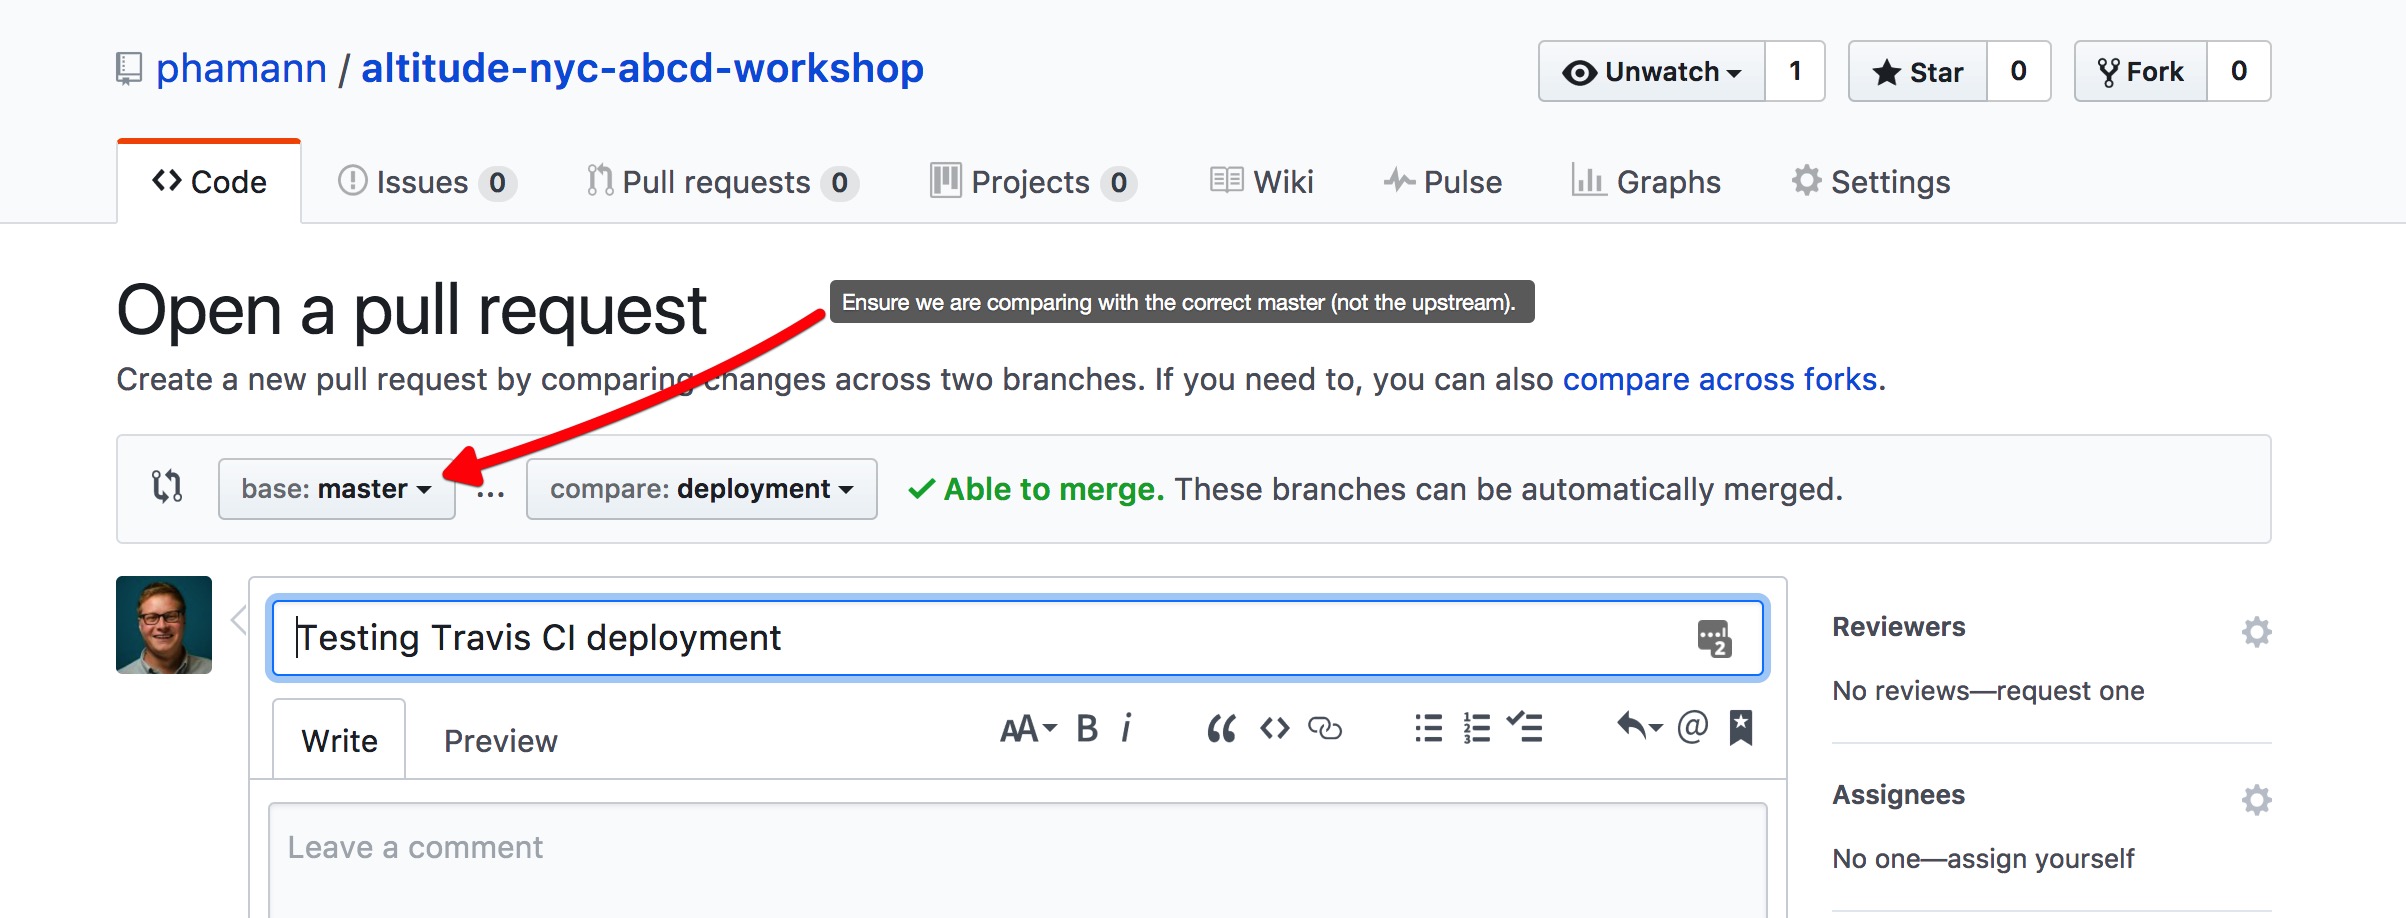 phamann / altitude-nyc-abcd-workshop
Unwatch 1 Star 0 Fork 0
Code Issues 0 Pull requests 0 Projects 0 Wiki Pulse Graphs Settings
Open a pull request
Ensure we are comparing with the correct master (not the upstream).
Create a new pull request by comparing changes across two branches. If you need to, you can also compare across forks.
base: master ... compare: deployment Able to merge. These branches can be automatically merged.
Testing Travis CI deployment
2
Write Preview AA B i “ <> 1 2 3 @
Leave a comment
Reviewers
No reviews—request one
Assignees
No one—assign yourself